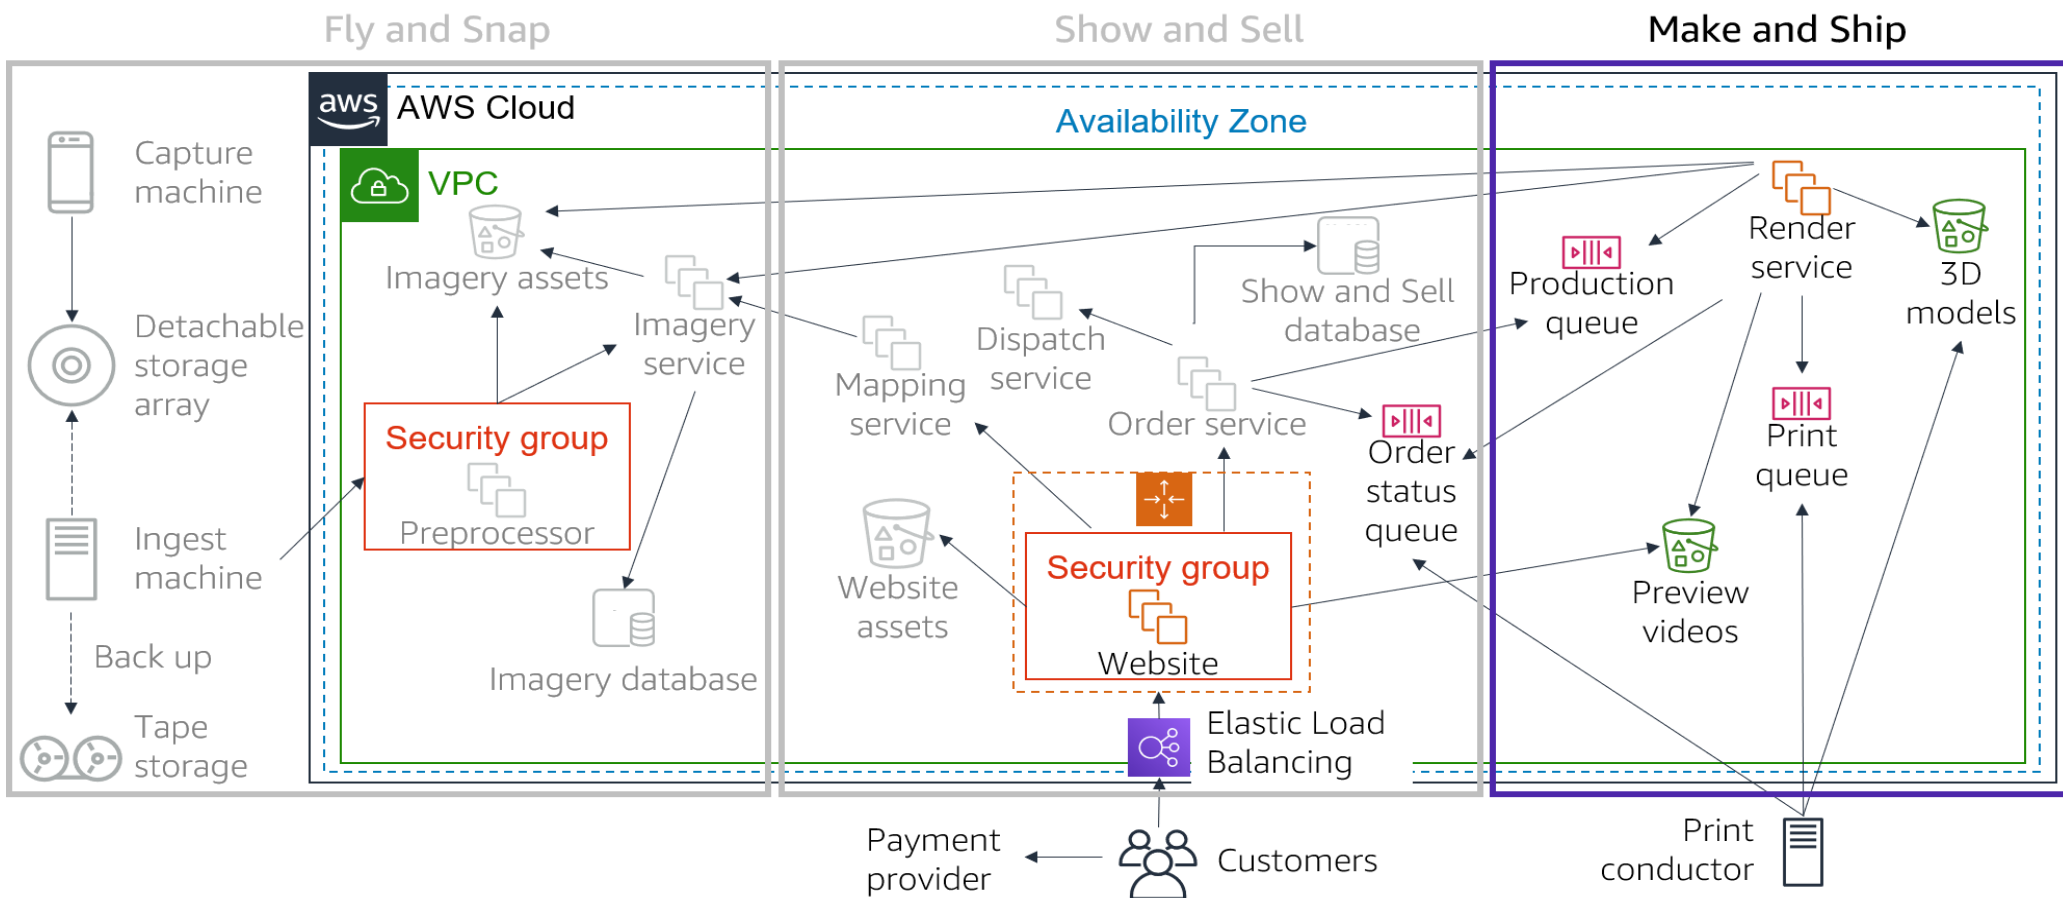 Fly and Snap
Show and Sell
Make and Ship
aws
AWS Cloud
Availability Zone
VPC
Capture
machine
Detachable
storage
array
Ingest
machine
Back up
Tape
storage
Imagery assets
Imagery
service
Security group
Preprocessor
Imagery database
Mapping
service
Dispatch
service
Show and Sell
database
Order service
Order
status
queue
Website
assets
Security group
Website
Elastic Load
Balancing
Payment
provider
Customers
Production
queue
Render
service
3D
models
Print
queue
Preview
videos
Print
conductor